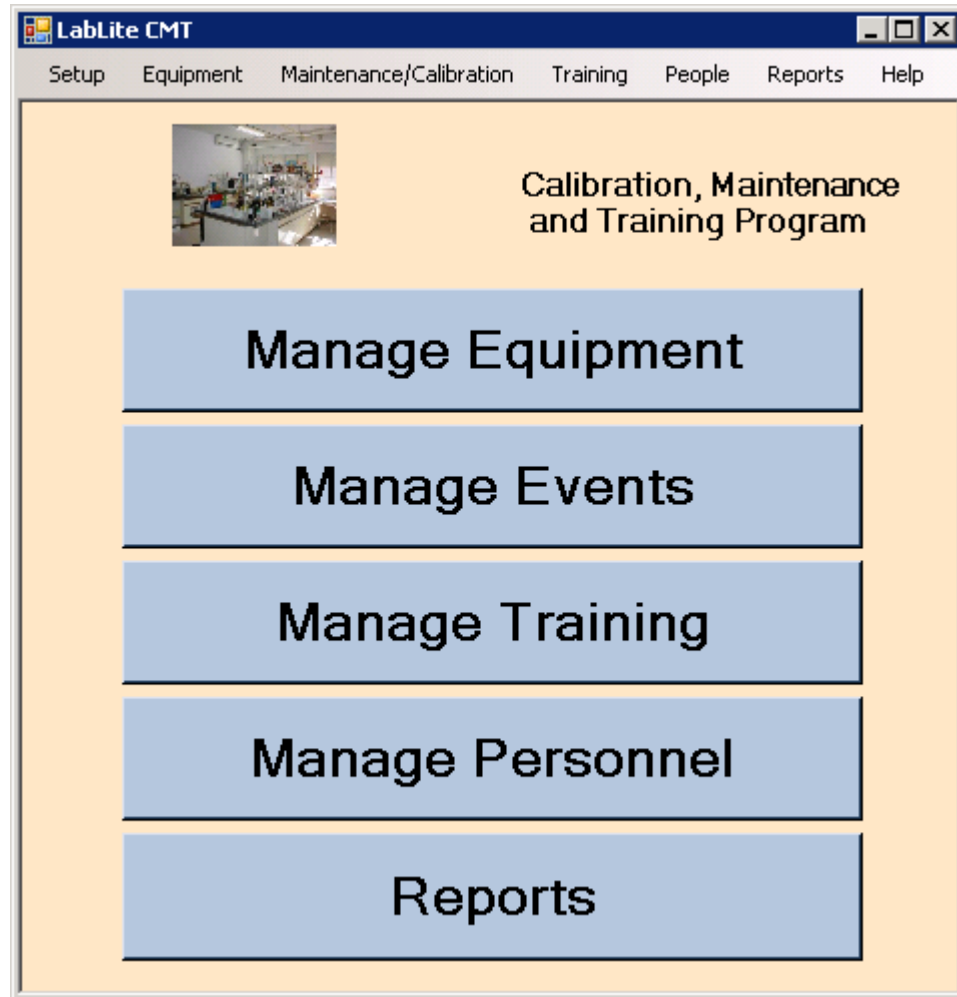 LabLite CMT
Setup Equipment Maintenance/Calibration Training People Reports Help
Calibration, Maintenance
and Training Program
Manage Equipment
Manage Events
Manage Training
Manage Personnel
Reports